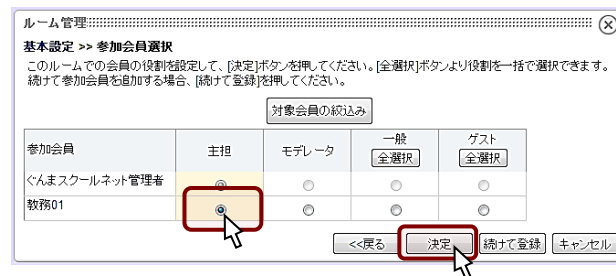 ルーム管理
基本設定 >> 参加会員選択
このルームでの会員の役割を設定して、[決定]ボタンを押してください。[全選択]ボタンより役割を一括で選択できます。
続けて参加会員を追加する場合、[続けて登録]を押してください。
対象会員の絞込み
参加会員 主担 モデレータ 一般 全選択 ゲスト 全選択
ぐんまスクールネット管理者
教務01
<<戻る 決定 続けて登録 キャンセル